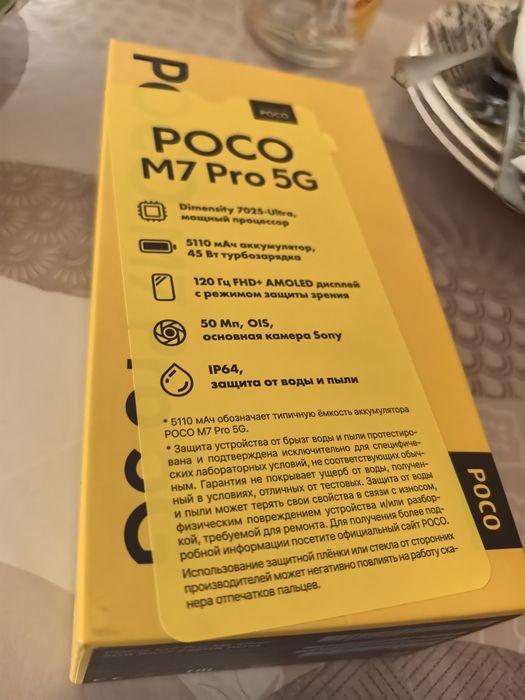 POCO
POCO
M7 Pro 5G
Dimensity 7025-Ultra,
мощный процессор
5110 мАч аккумулятор,
45 Вт турбозарядка
120 Гц FHD+ AMOLED дисплей
с режимом защиты зрения
50 Мп, OIS,
основная камера Sony
IP64,
защита от воды и пыли
* 5110 мАч обозначает типичную ёмкость аккумулятора
POCO M7 Pro 5G.
* Защита устройства от брызг воды и пыли протестиро-
вана и подтверждена исключительно для специфиче-
ских лабораторных условий, не соответствующих обыч-
ным. Гарантия не покрывает ущерб от воды, получен-
ный в условиях, отличных от тестовых. Защита от воды
и пыли может терять свои свойства в связи с износом,
физическим повреждением устройства и/или разбор-
кой, требуемой для ремонта. Для получения более под-
робной информации посетите официальный сайт POCO.
Использование защитной плёнки или стекла от сторонних
производителей может негативно повлиять на работу ска-
нера отпечатков пальцев.
POCO